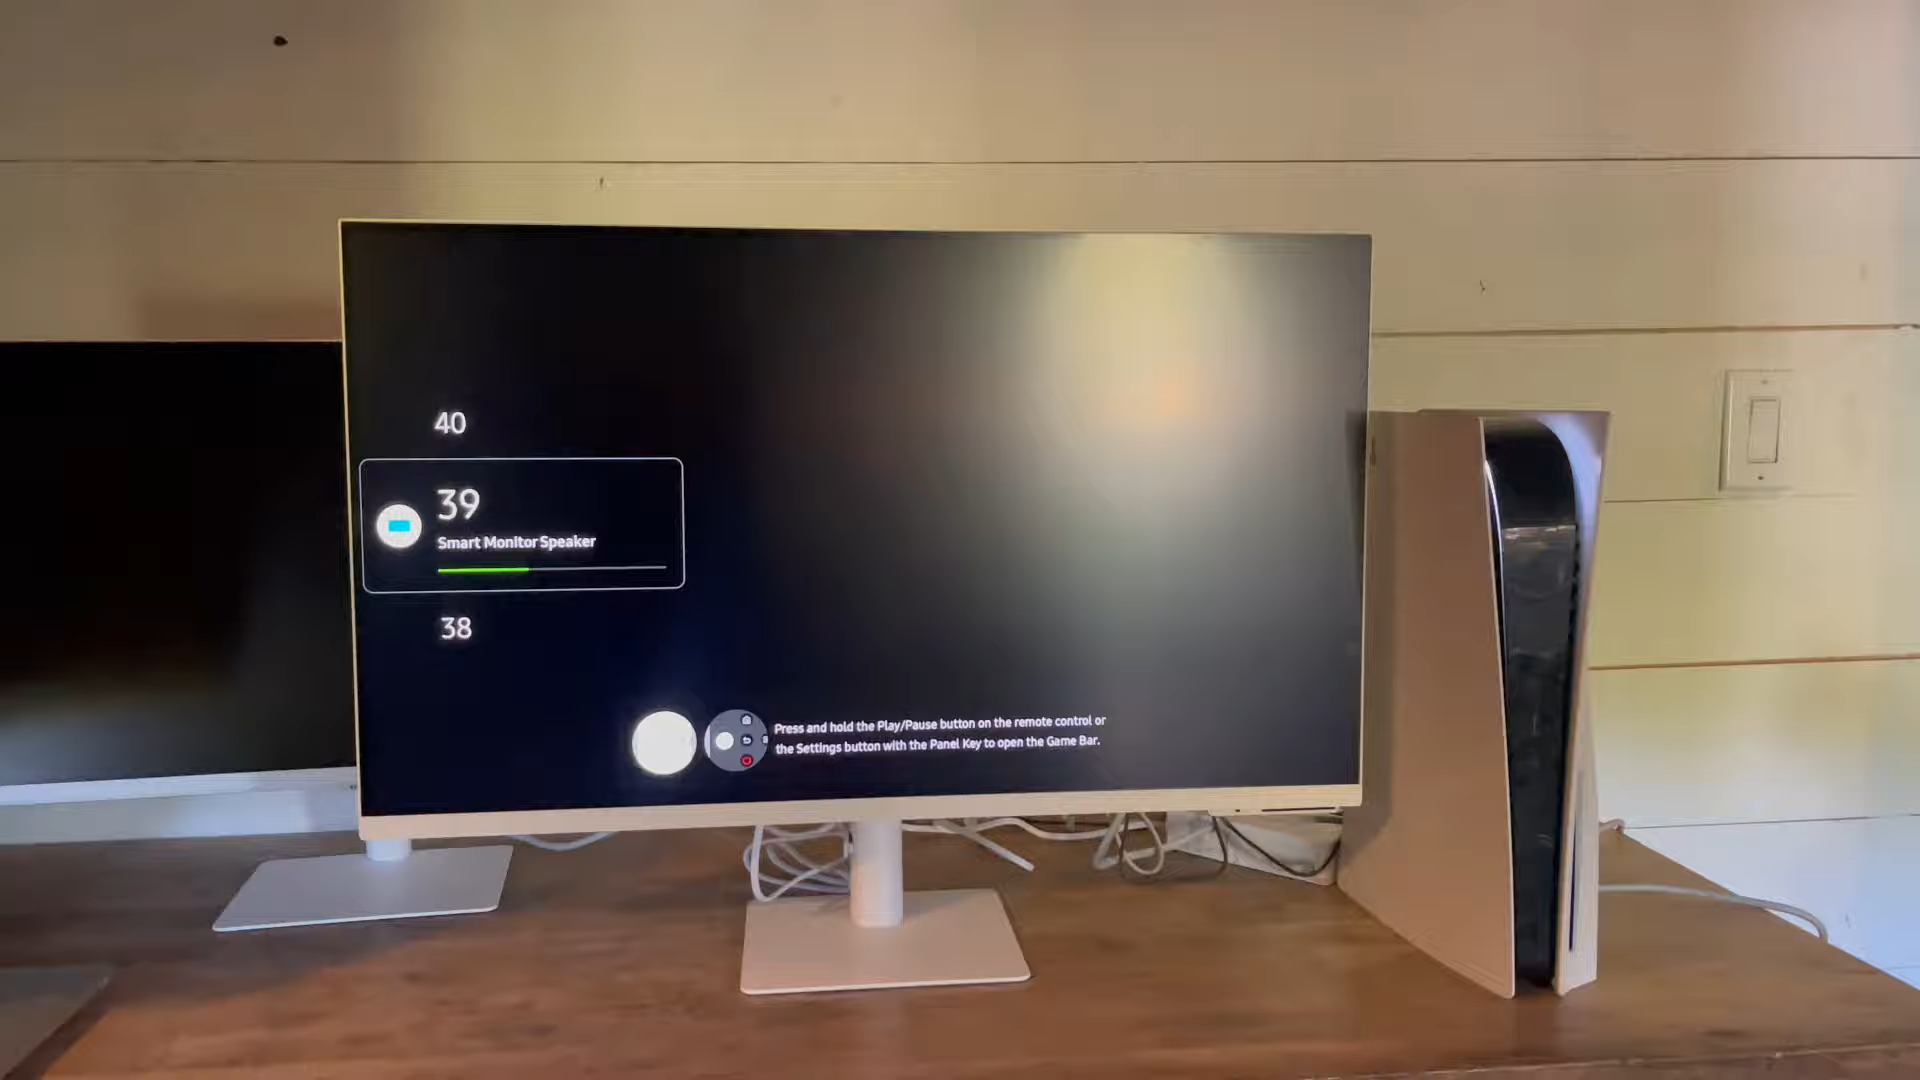 40
39
Smart Monitor Speaker
38
Press and hold the Play/Pause button on the remote control or
the Settings button with the Panel Key to open the Game Bar.